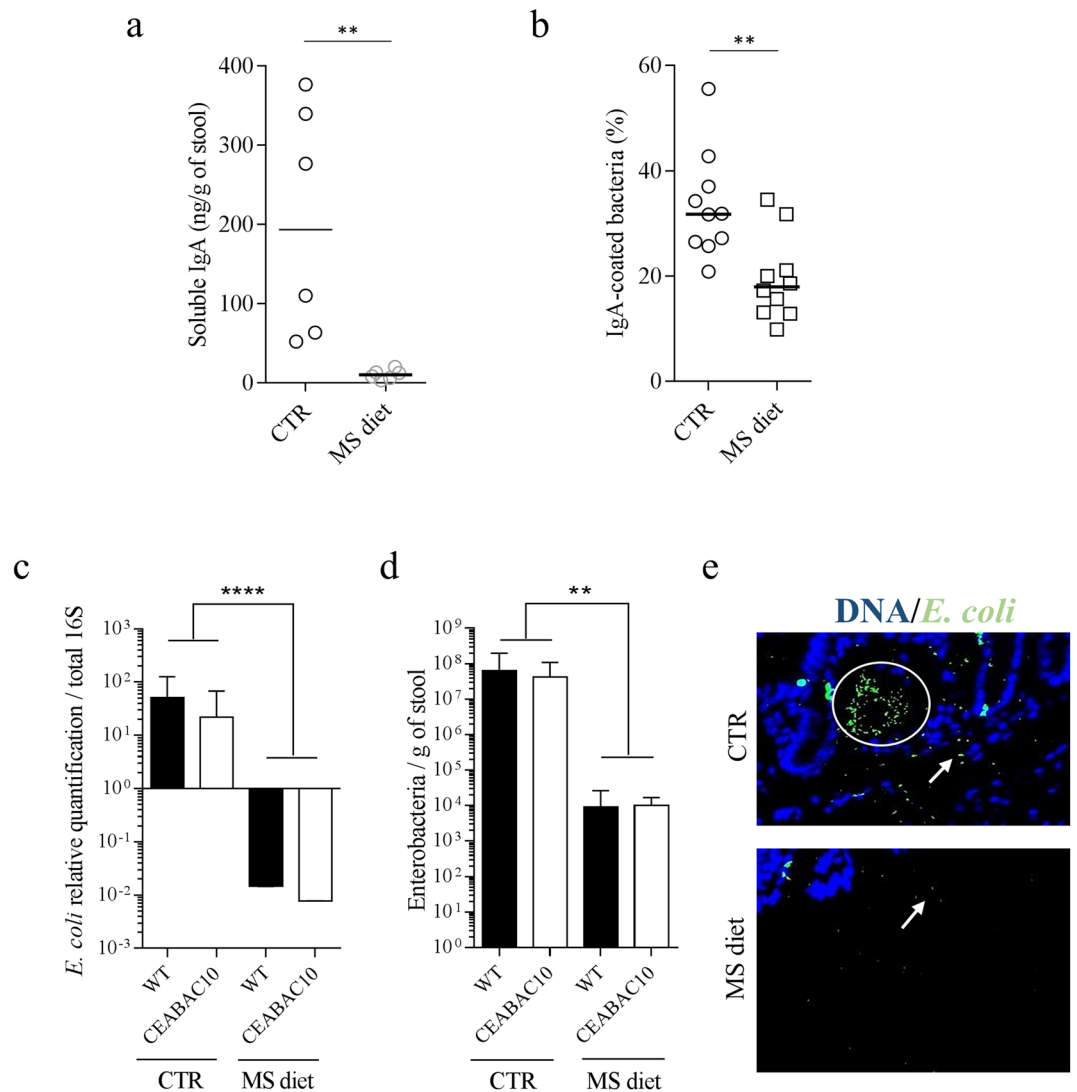 a
**
Soluble IgA (ng/g of stool)
400
300
200
100
0
CTR
MS diet
b
**
IgA-coated bacteria (%)
60
40
20
0
CTR
MS diet
c
****
E. coli relative quantification / total 16S
10³
10²
10¹
10⁰
10⁻¹
10⁻²
10⁻³
WT
CEABAC10
WT
CEABAC10
CTR
MS diet
d
**
Enterobacteria / g of stool
10⁹
10⁸
10⁷
10⁶
10⁵
10⁴
10³
10²
10¹
10⁰
WT
CEABAC10
WT
CEABAC10
CTR
MS diet
e
DNA/E. coli
CTR
MS diet